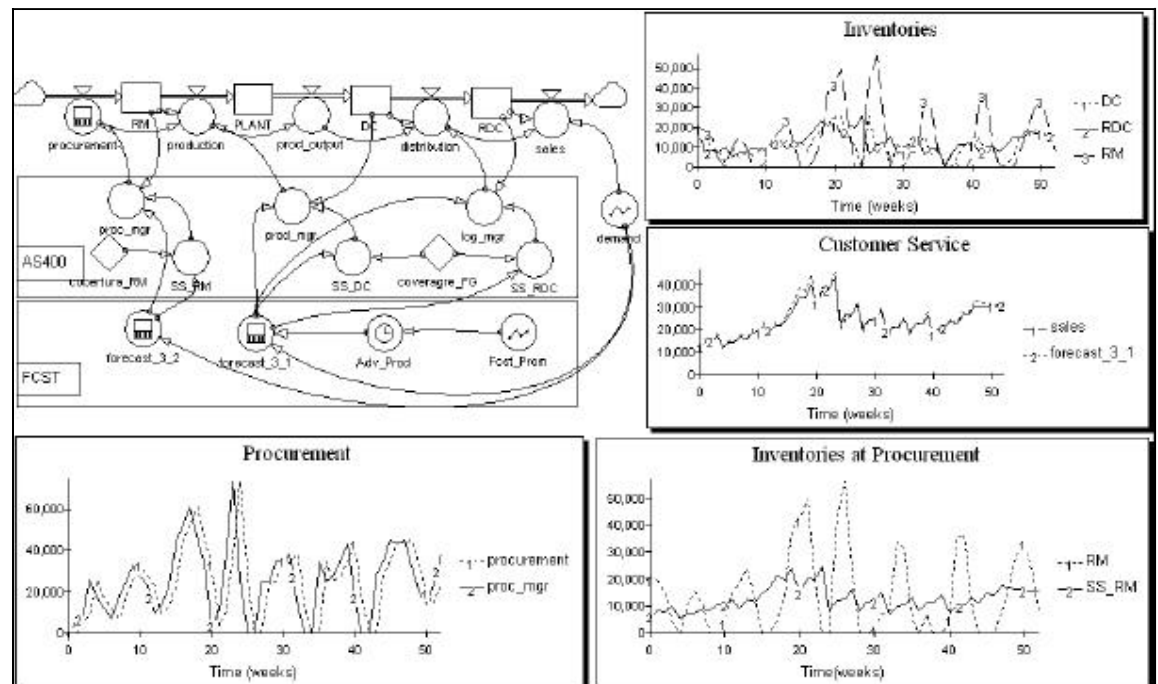 RM
PLANT
DC
RDC
procurement
production
prod_output
distribution
sales
proc_mgr
prod_mgr
log_mgr
demand
AS400
cobertura_RM
SS_RM
SS_DC
coveragre_FG
SS_RDC
forecast_3_2
forecast_3_1
Adv_Prod
Fcst_Prom
FCST
Inventories
50,000
40,000
30,000
20,000
10,000
0
0 10 20 30 40 50
Time (weeks)
1 DC
2 RDC
3 RM
Customer Service
40,000
30,000
20,000
10,000
0
0 10 20 30 40 50
Time (weeks)
1 sales
2 forecast_3_1
Procurement
60,000
40,000
20,000
0
0 10 20 30 40 50
Time (weeks)
1 procurement
2 proc_mgr
Inventories at Procurement
50,000
40,000
30,000
20,000
10,000
0
0 10 20 30 40 50
Time(weeks)
1 RM
2 SS_RM